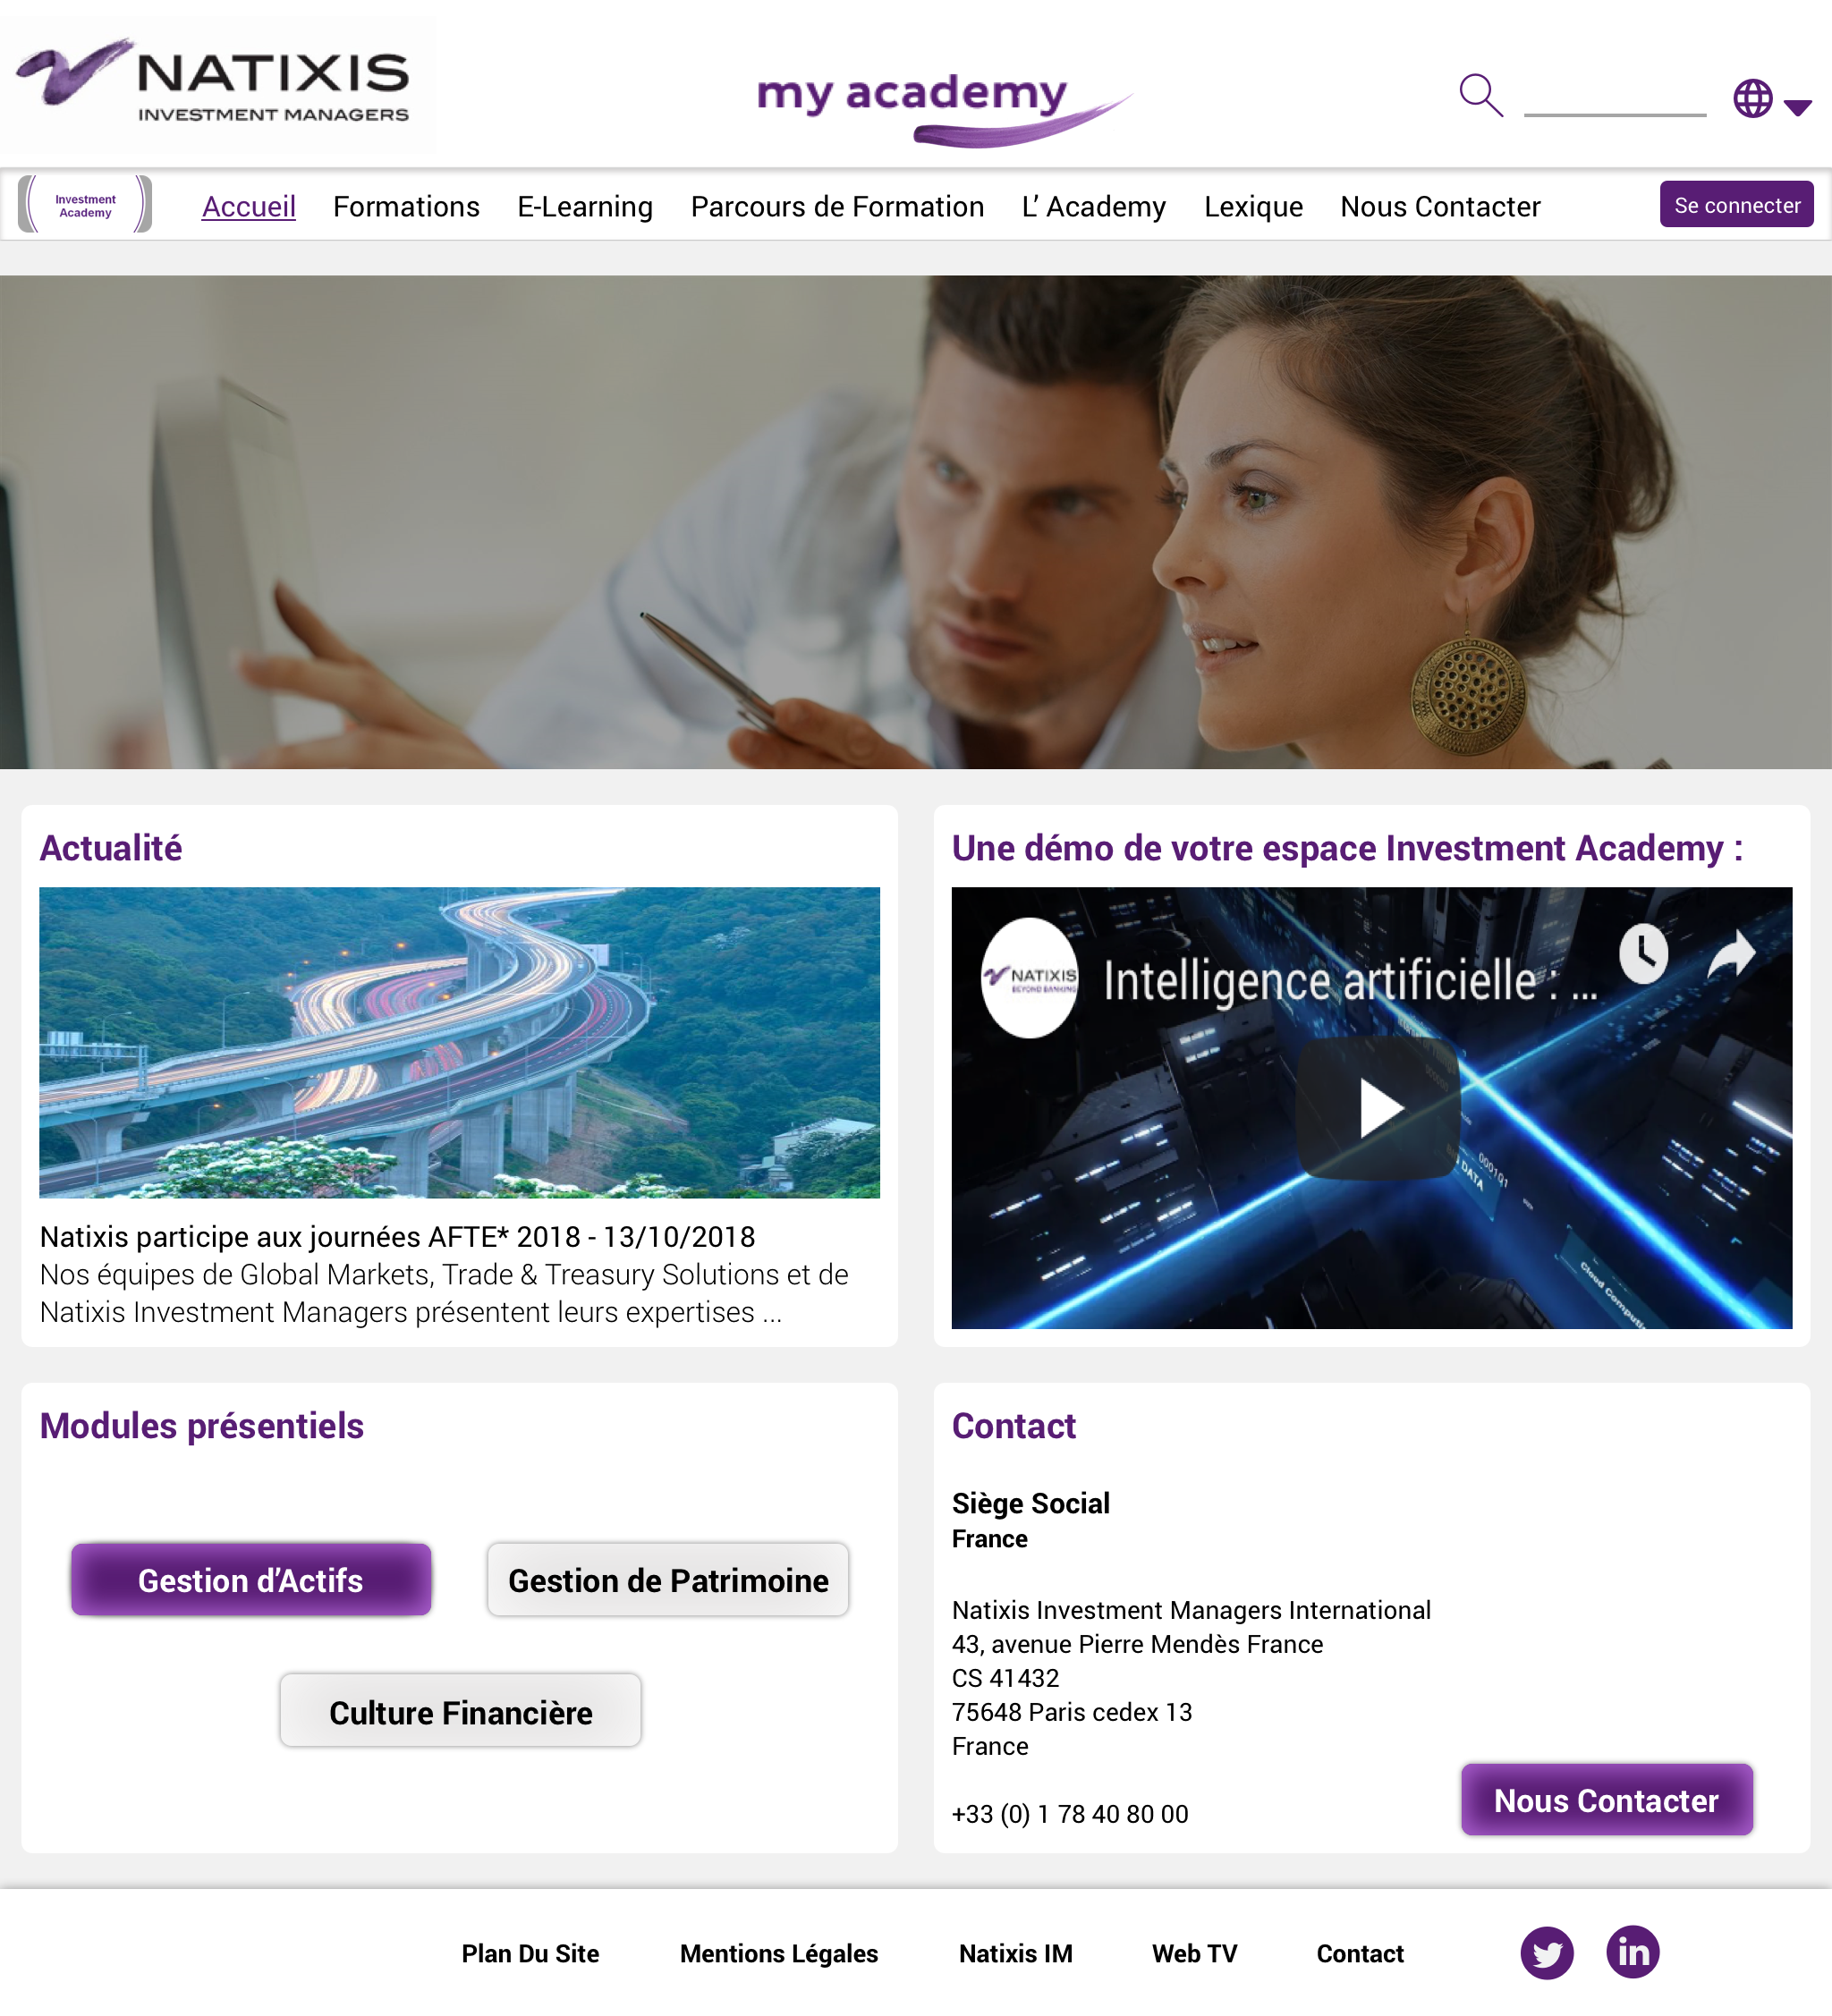 NATIXIS
INVESTMENT MANAGERS
my academy
Investment
Academy
Accueil
Formations
E-Learning
Parcours de Formation
L’ Academy
Lexique
Nous Contacter
Se connecter
Actualité
Natixis participe aux journées AFTE* 2018 - 13/10/2018
Nos équipes de Global Markets, Trade & Treasury Solutions et de
Natixis Investment Managers présentent leurs expertises ...
Une démo de votre espace Investment Academy :
NATIXIS
BEYOND BANKING
Intelligence artificielle : ...
DATA
000101
Cloud
Modules présentiels
Gestion d’Actifs
Gestion de Patrimoine
Culture Financière
Contact
Siège Social
France
Natixis Investment Managers International
43, avenue Pierre Mendès France
CS 41432
75648 Paris cedex 13
France
+33 (0) 1 78 40 80 00
Nous Contacter
Plan Du Site
Mentions Légales
Natixis IM
Web TV
Contact
in